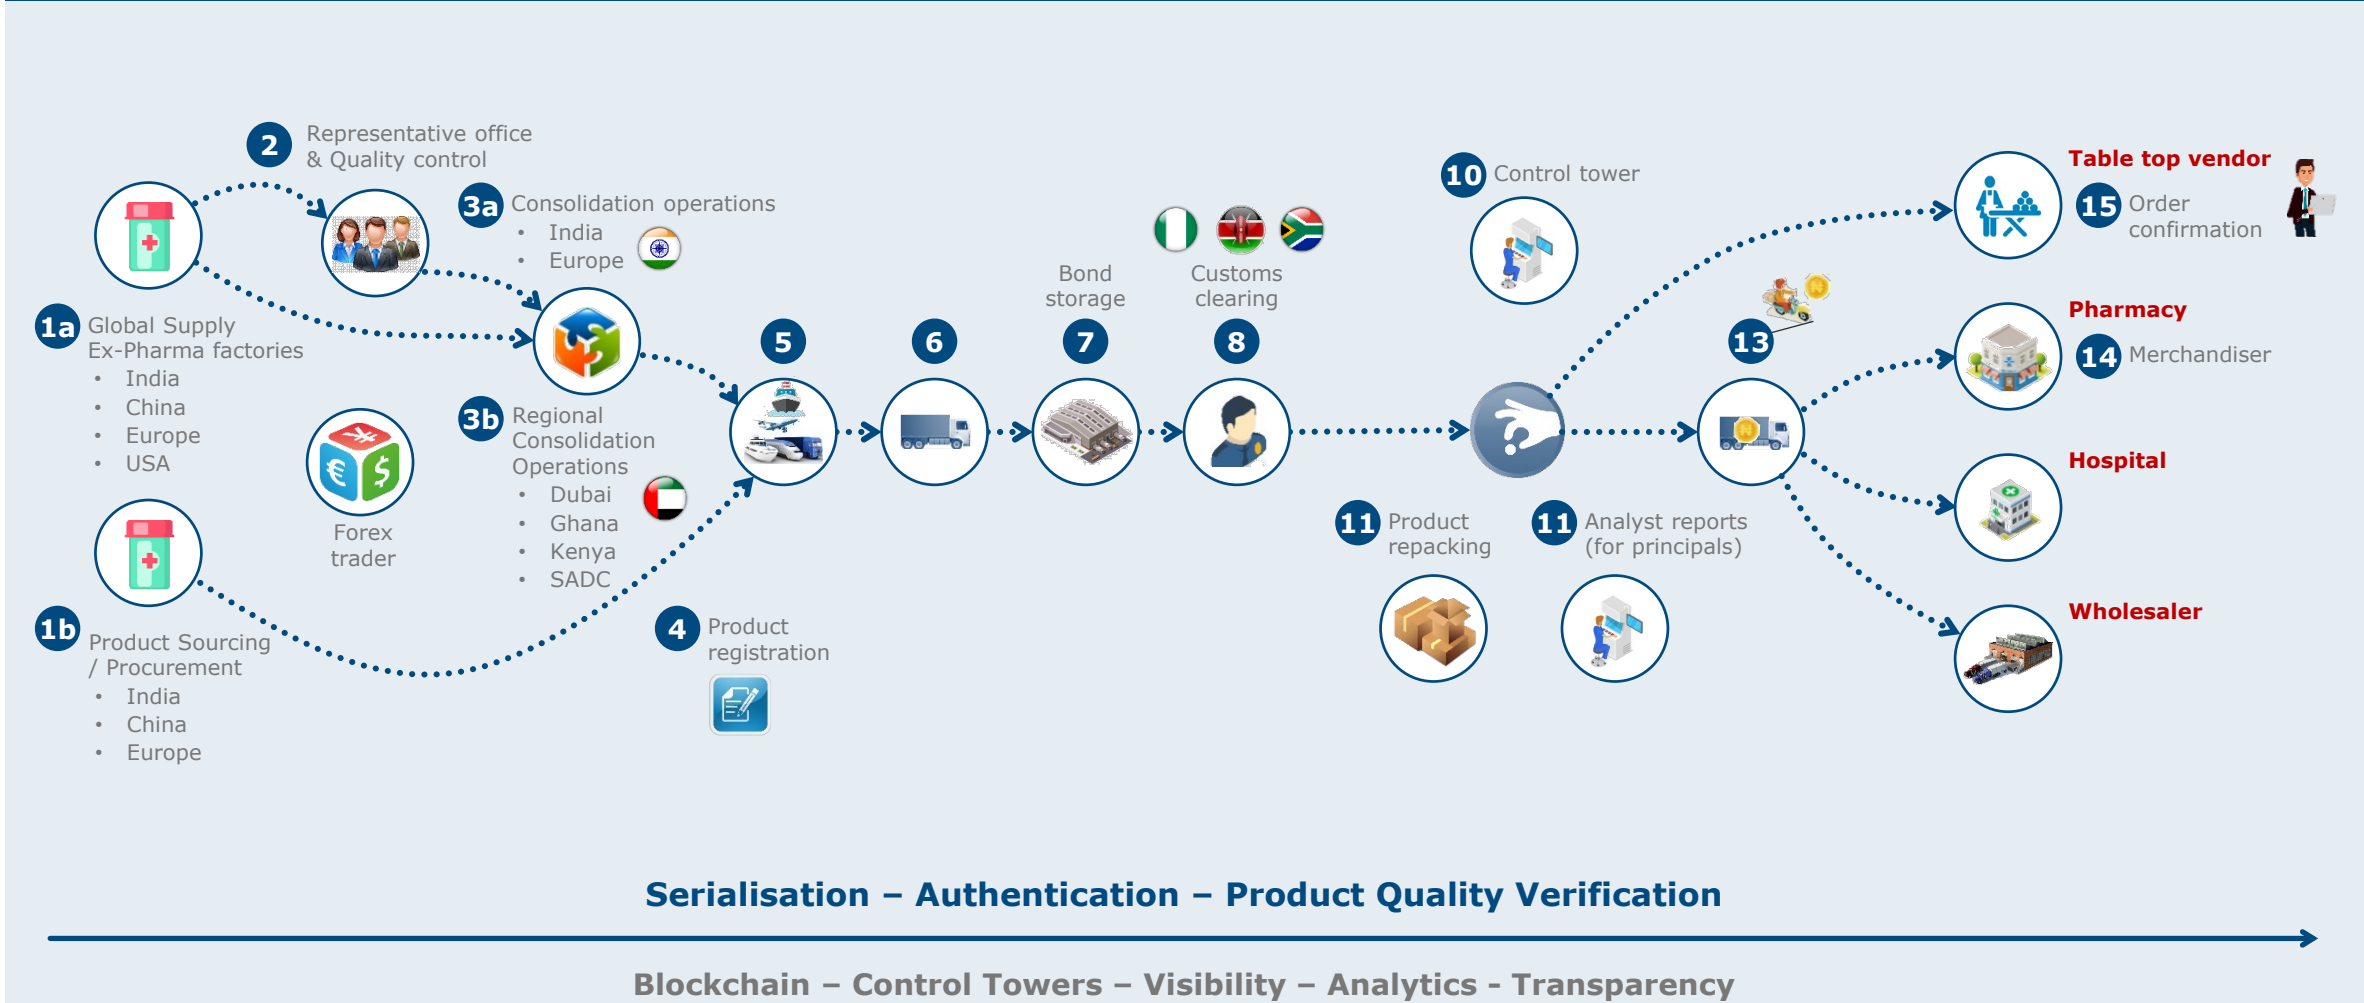 2
Representative office
& Quality control
3a
Consolidation operations
• India
• Europe
1a
Global Supply
Ex-Pharma factories
• India
• China
• Europe
• USA
Forex
trader
3b
Regional
Consolidation
Operations
• Dubai
• Ghana
• Kenya
• SADC
1b
Product Sourcing
/ Procurement
• India
• China
• Europe
4
Product
registration
5
6
Bond
storage
7
Customs
clearing
8
10
Control tower
11
Product
repacking
11
Analyst reports
(for principals)
13
Table top vendor
15
Order
confirmation
Pharmacy
14
Merchandiser
Hospital
Wholesaler
Serialisation – Authentication – Product Quality Verification
Blockchain – Control Towers – Visibility – Analytics - Transparency